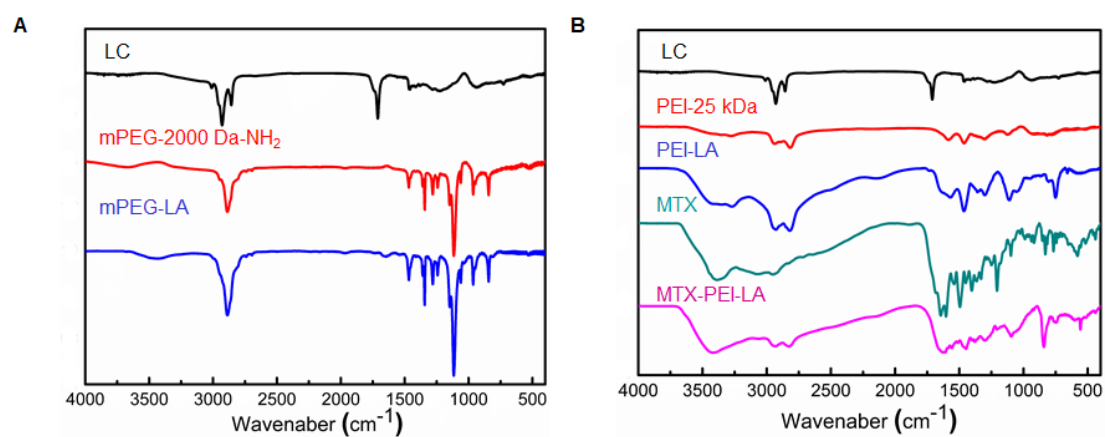 A
LC
mPEG-2000 Da-NH₂
mPEG-LA
4000 3500 3000 2500 2000 1500 1000 500
Wavenaber (cm⁻¹)
B
LC
PEI-25 kDa
PEI-LA
MTX
MTX-PEI-LA
4000 3500 3000 2500 2000 1500 1000 500
Wavenaber (cm⁻¹)